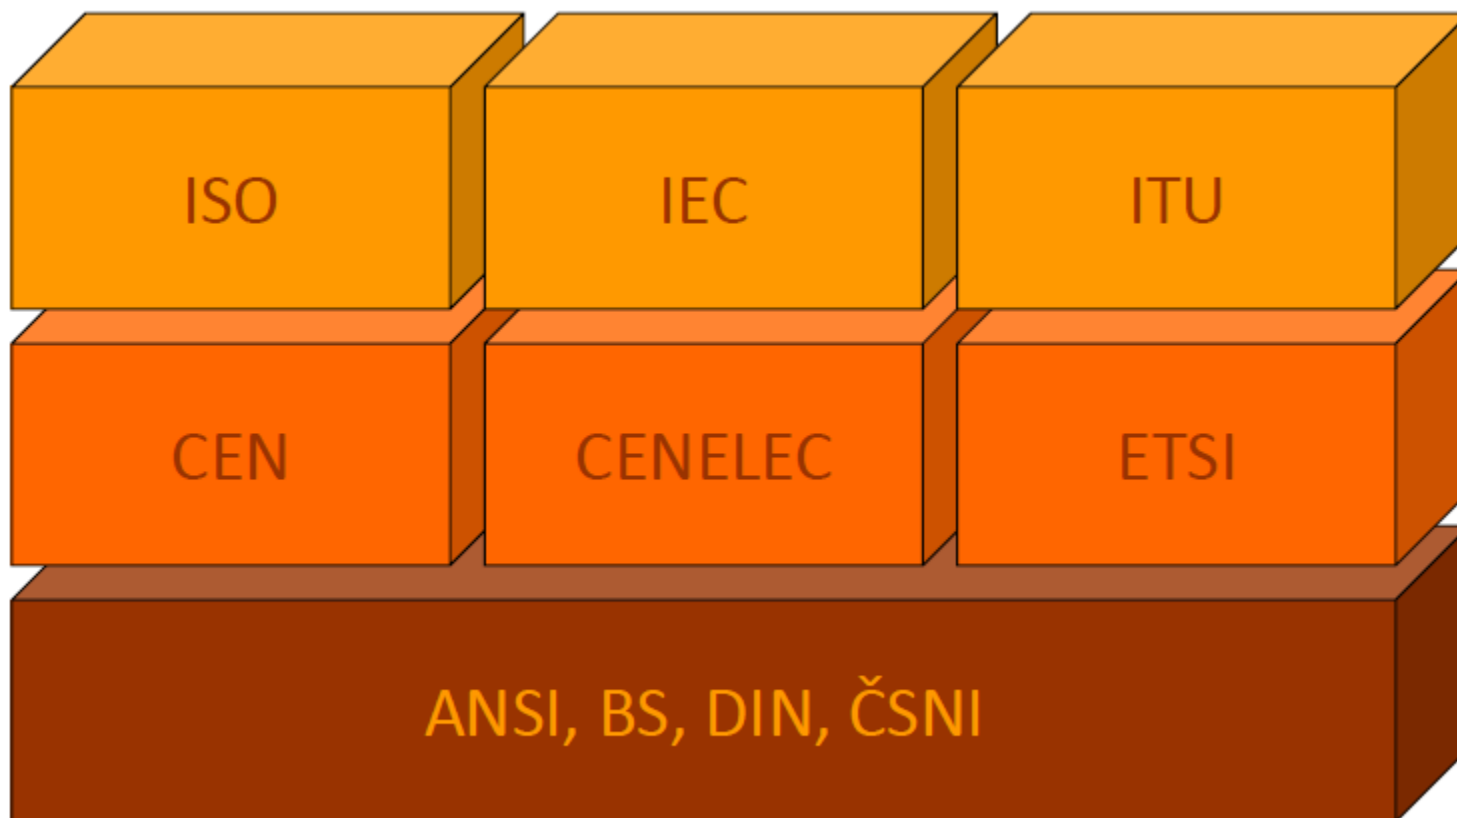 ISO
IEC
ITU
CEN
CENELEC
ETSI
ANSI, BS, DIN, ČSNI